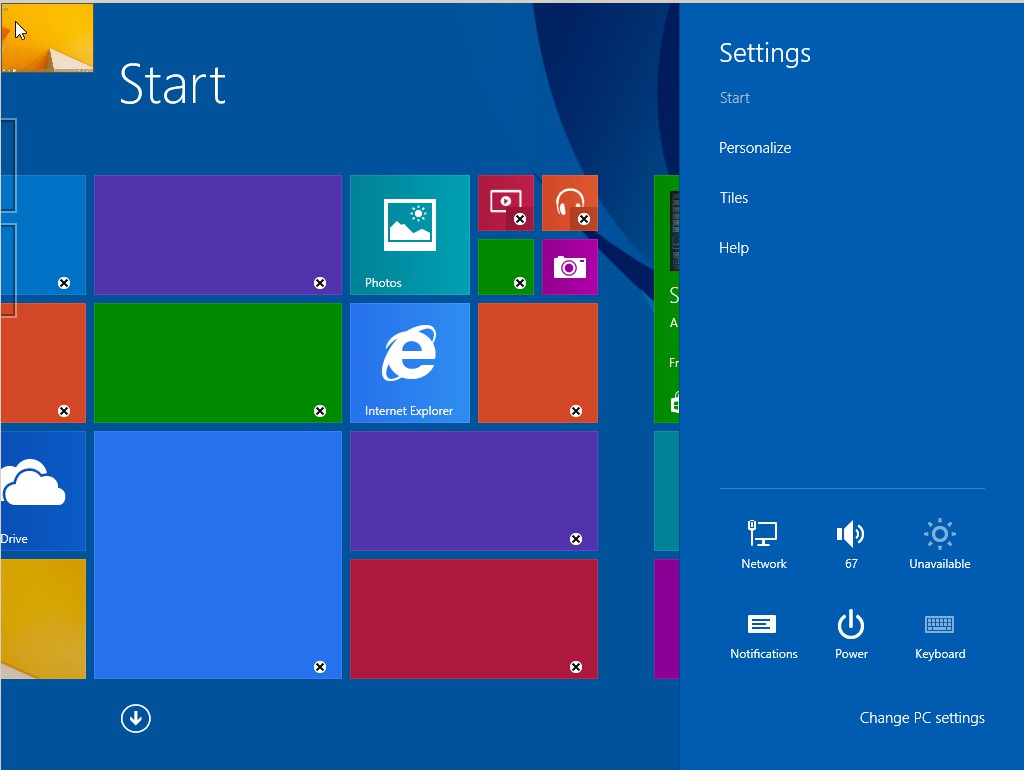 Start
Photos
Internet Explorer
Drive
S
A
Fr
Settings
Start
Personalize
Tiles
Help
Network
67
Unavailable
Notifications
Power
Keyboard
Change PC settings